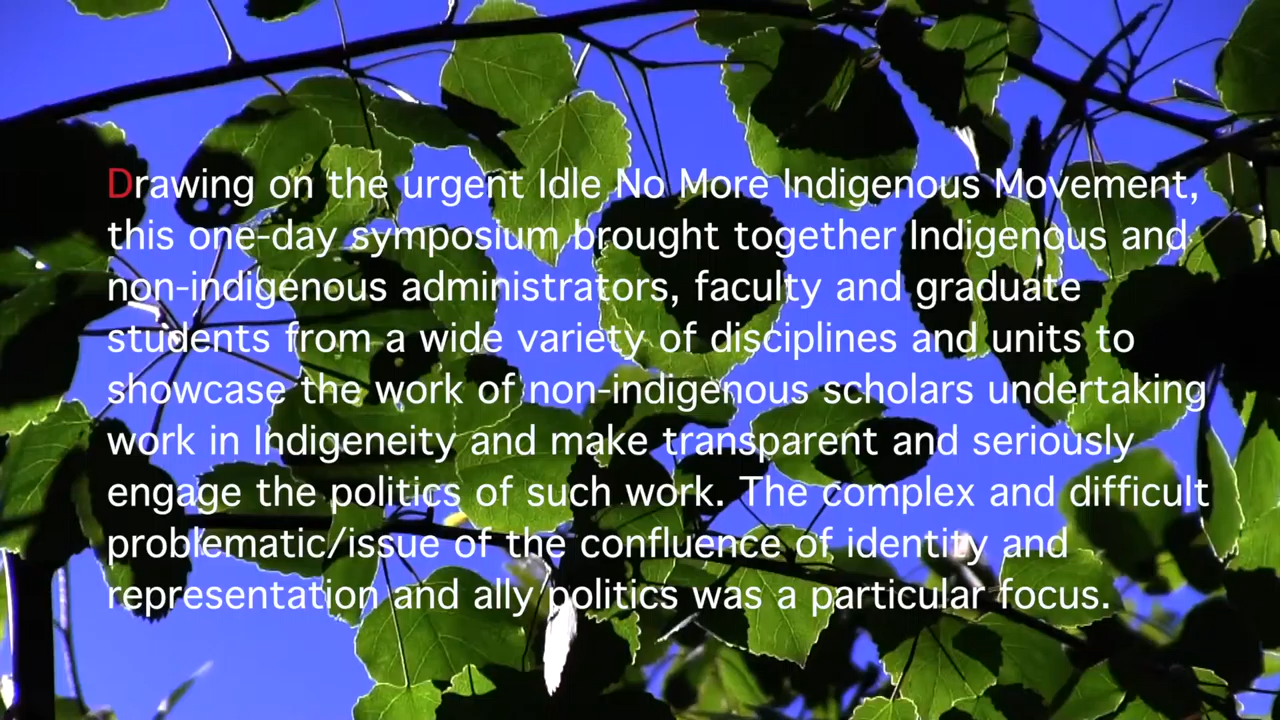 Drawing on the urgent Idle No More Indigenous Movement,
this one-day symposium brought together Indigenous and
non-indigenous administrators, faculty and graduate
students from a wide variety of disciplines and units to
showcase the work of non-indigenous scholars undertaking
work in Indigeneity and make transparent and seriously
engage the politics of such work. The complex and difficult
problematic/issue of the confluence of identity and
representation and ally politics was a particular focus.